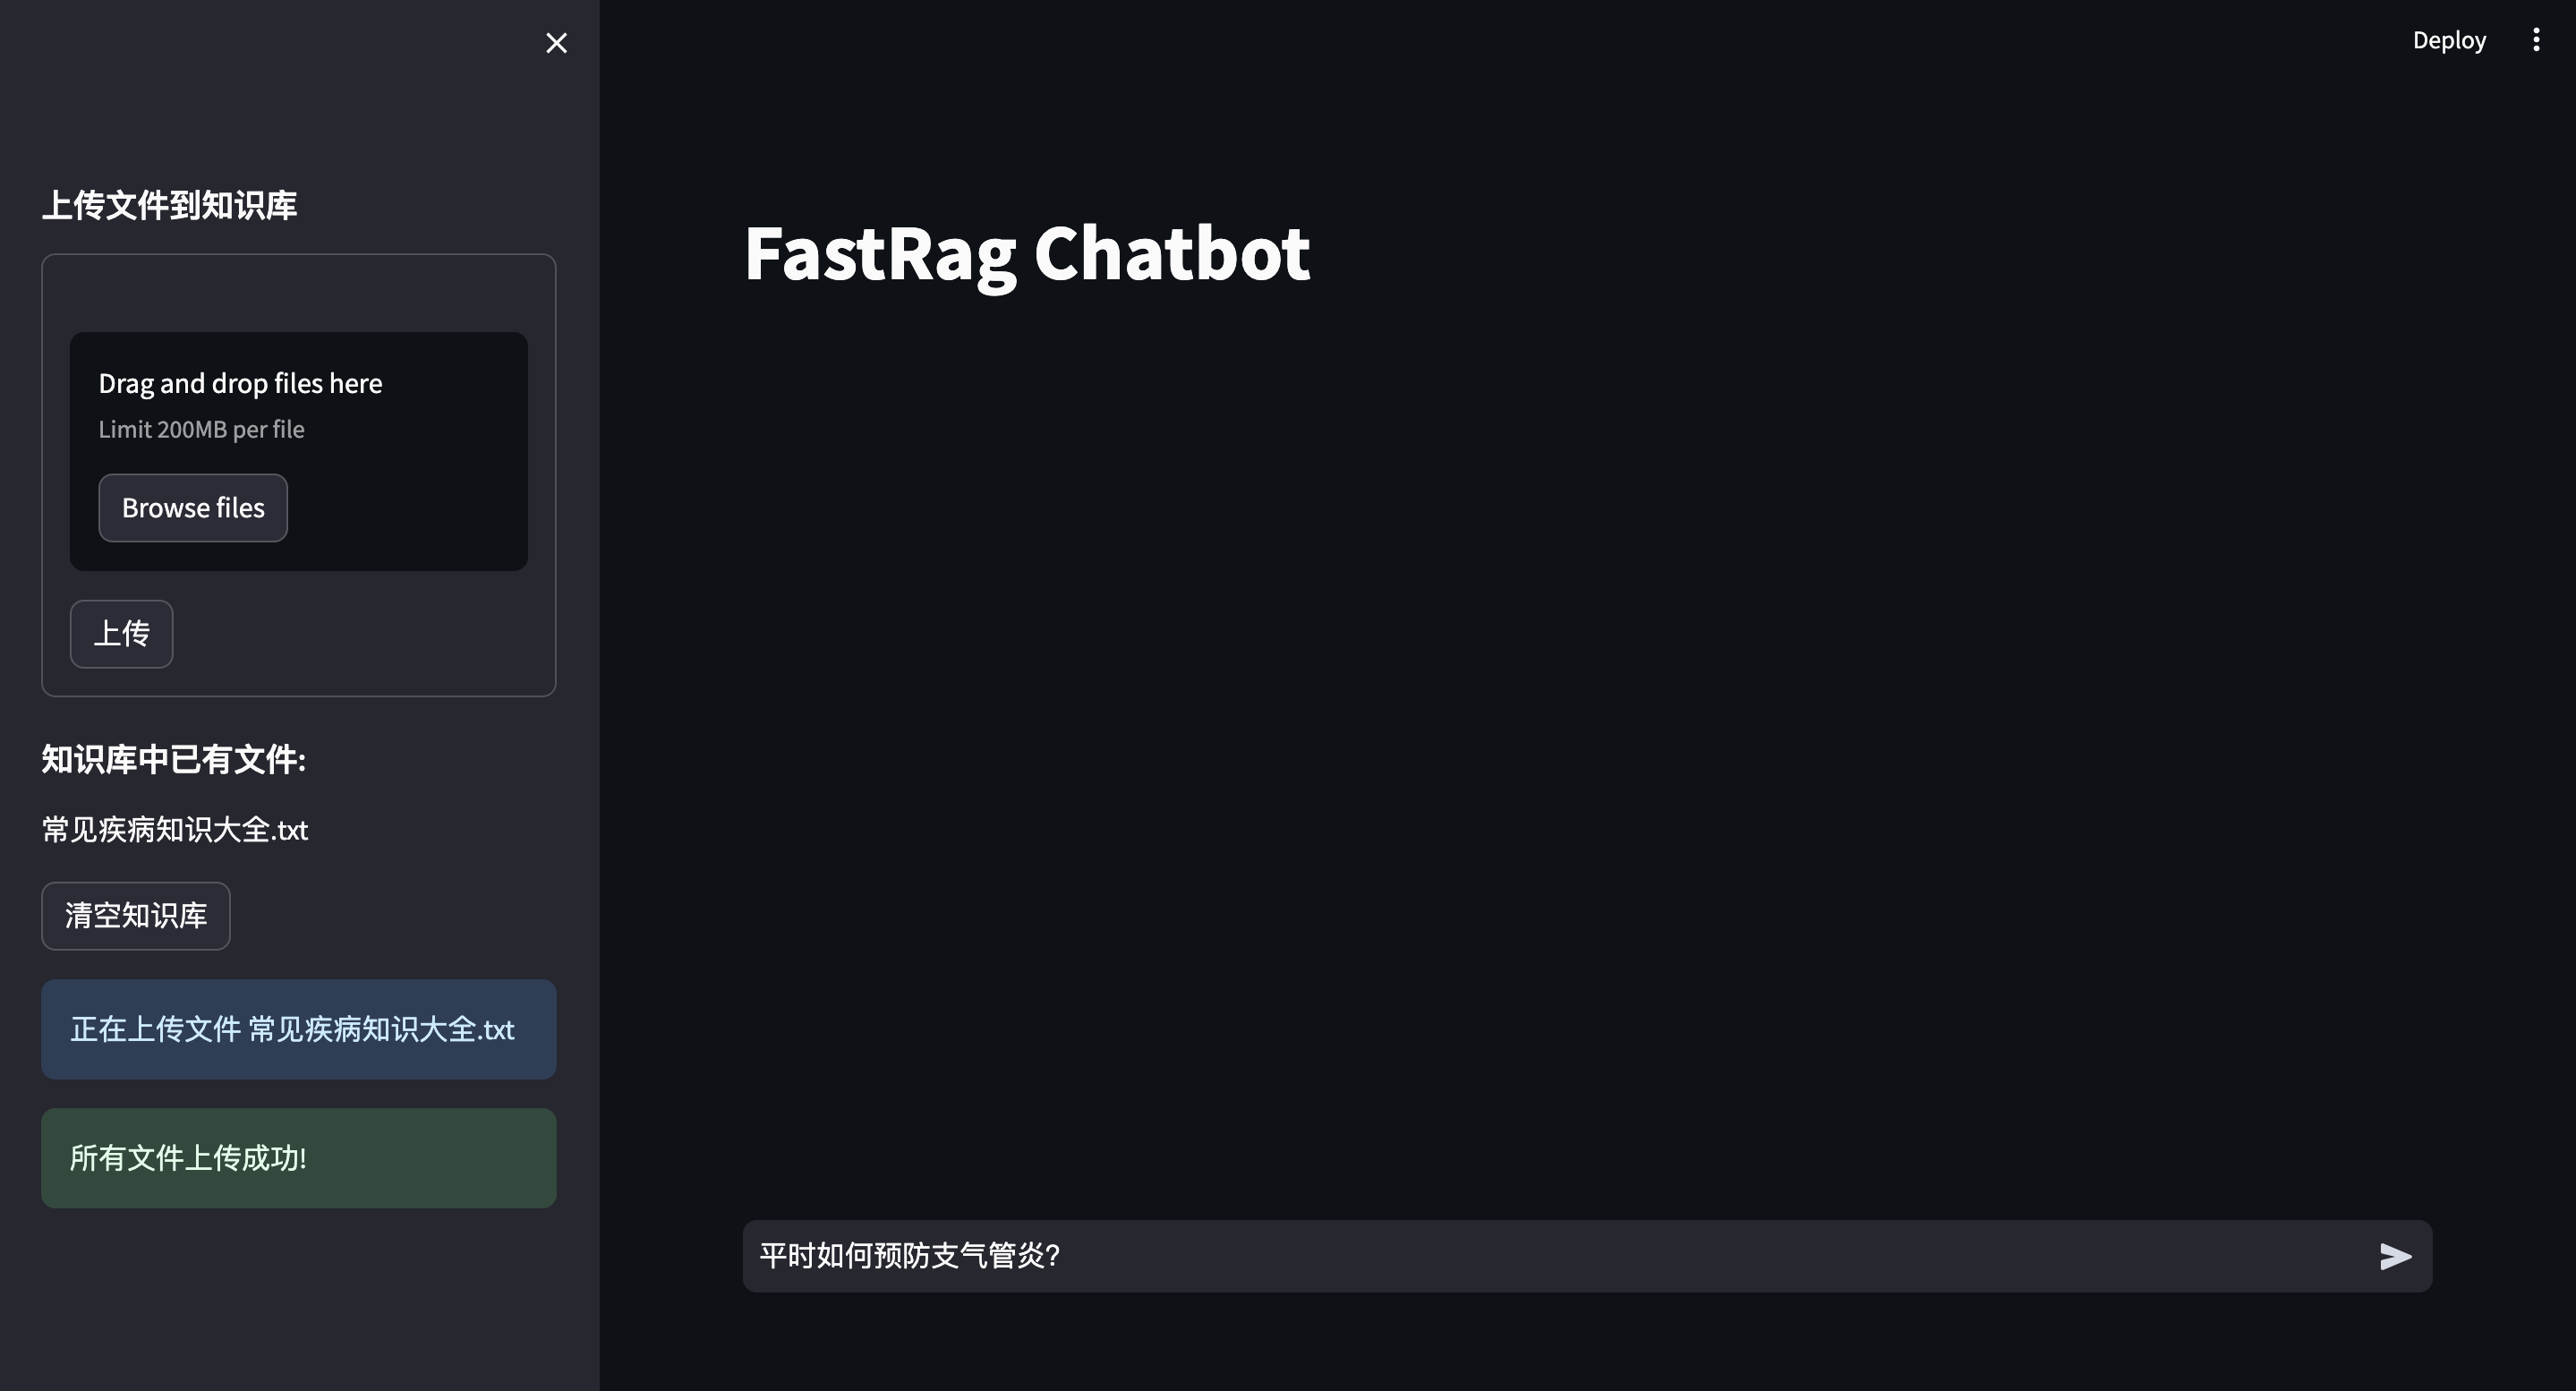 上传文件到知识库
Drag and drop files here
Limit 200MB per file
Browse files
上传
知识库中已有文件:
常见疾病知识大全.txt
清空知识库
正在上传文件 常见疾病知识大全.txt
所有文件上传成功!
Deploy
FastRag Chatbot
平时如何预防支气管炎?